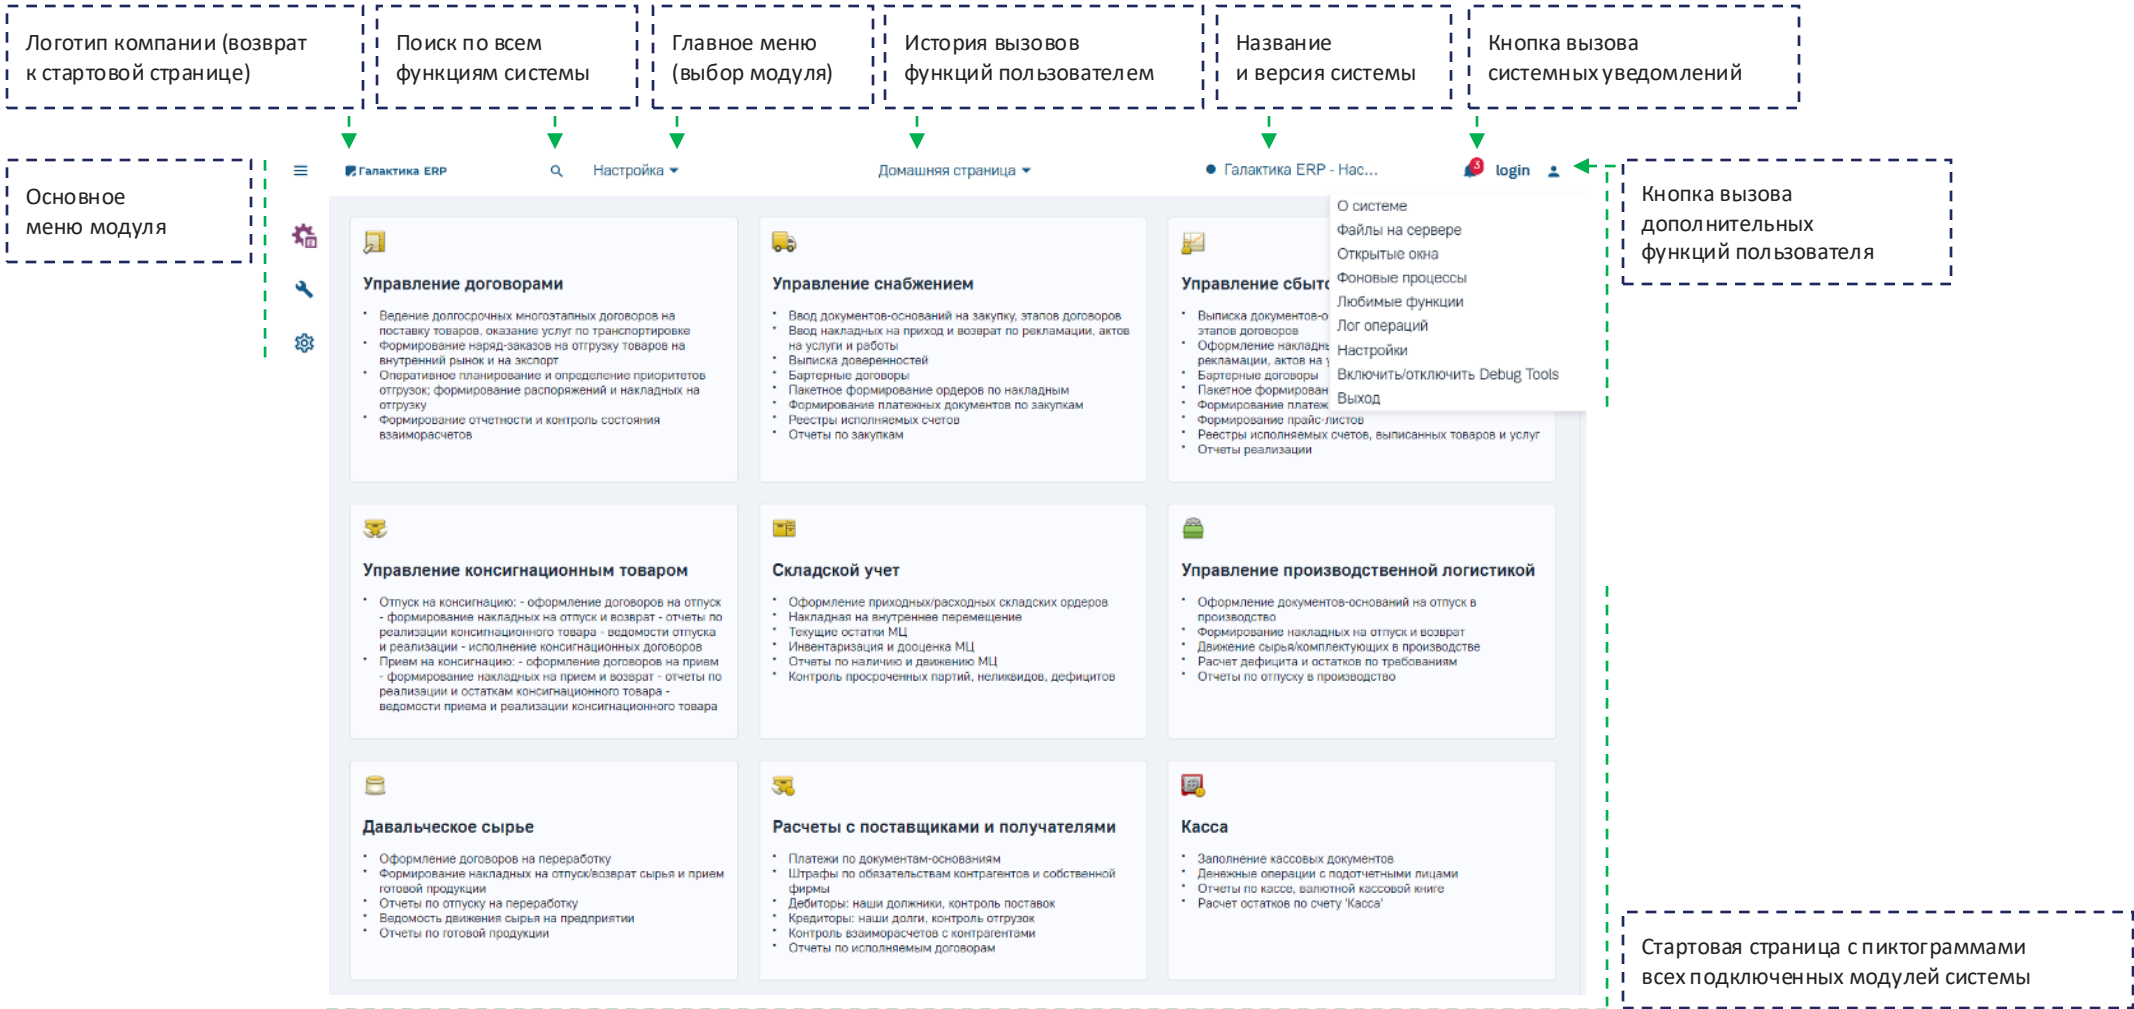 Логотип компании (возврат
к стартовой странице)
Поиск по всем
функциям системы
Главное меню
(выбор модуля)
История вызовов
функций пользователем
Название
и версия системы
Кнопка вызова
системных уведомлений
Основное
меню модуля
Галактика ERP
Настройка
Домашняя страница
Галактика ERP - Нас...
3
login
Кнопка вызова
дополнительных
функций пользователя
О системе
Файлы на сервере
Открытые окна
Фоновые процессы
Любимые функции
Лог операций
Настройки
Включить/отключить Debug Tools
Выход
Управление договорами
Ведение долгосрочных многоэтапных договоров на
поставку товаров, оказание услуг по транспортировке
Формирование наряд-заказов на отгрузку товаров на
внутренний рынок и на экспорт
Оперативное планирование и определение приоритетов
отгрузок; формирование распоряжений и накладных на
отгрузку
Формирование отчетности и контроль состояния
взаиморасчетов
Управление снабжением
Ввод документов-оснований на закупку, этапов договоров
Ввод накладных на приход и возврат по рекламации, актов
на услуги и работы
Выписка доверенностей
Бартерные договоры
Пакетное формирование ордеров по накладным
Формирование платежных документов по закупкам
Реестры исполняемых счетов
Отчеты по закупкам
Управление сбыто
Выписка документов-о
этапов договоров
Оформление накладны
рекламации, актов на у
Бартерные договоры
Пакетное формирован
Формирование платеж
Формирование прайс-листов
Реестры исполняемых счетов, выписанных товаров и услуг
Отчеты реализации
Управление консигнационным товаром
Отпуск на консигнацию: - оформление договоров на отпуск
- формирование накладных на отпуск и возврат - отчеты по
реализации консигнационного товара - ведомости отпуска
и реализации - исполнение консигнационных договоров
Прием на консигнацию: - оформление договоров на прием
- формирование накладных на прием и возврат - отчеты по
реализации и остаткам консигнационного товара -
ведомости приема и реализации консигнационного товара
Складской учет
Оформление приходных/расходных складских ордеров
Накладная на внутреннее перемещение
Текущие остатки МЦ
Инвентаризация и дооценка МЦ
Отчеты по наличию и движению МЦ
Контроль просроченных партий, неликвидов, дефицитов
Управление производственной логистикой
Оформление документов-оснований на отпуск в
производство
Формирование накладных на отпуск и возврат
Движение сырья/комплектующих в производстве
Расчет дефицита и остатков по требованиям
Отчеты по отпуску в производство
Давальческое сырье
Оформление договоров на переработку
Формирование накладных на отпуск/возврат сырья и прием
готовой продукции
Отчеты по отпуску на переработку
Ведомость движения сырья на предприятии
Отчеты по готовой продукции
Расчеты с поставщиками и получателями
Платежи по документам-основаниям
Штрафы по обязательствам контрагентов и собственной
фирмы
Дебиторы: наши должники, контроль поставок
Кредиторы: наши долги, контроль отгрузок
Контроль взаиморасчетов с контрагентами
Отчеты по исполняемым договорам
Касса
Заполнение кассовых документов
Денежные операции с подотчетными лицами
Отчеты по кассе, валютной кассовой книге
Расчет остатков по счету 'Касса'
Стартовая страница с пиктограммами
всех подключенных модулей системы